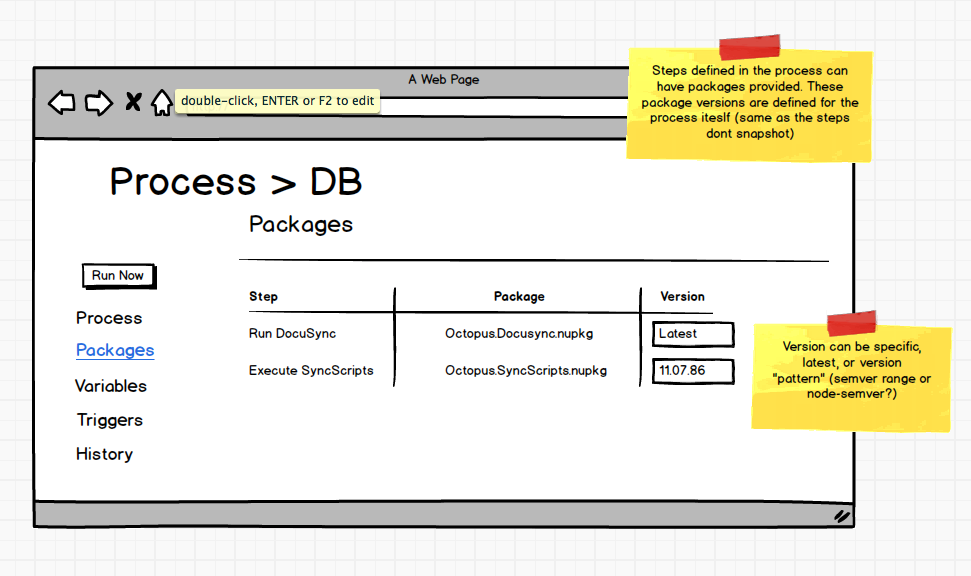 A Web Page
double-click, ENTER or F2 to edit
Steps defined in the process can
have packages provided. These
package versions are defined for the
process iteslf (same as the steps
dont snapshot)
Process > DB
Packages
Run Now
Process
Packages
Variables
Triggers
History
Step Package Version
Run DocuSync Octopus.Docusync.nupkg Latest
Execute SyncScripts Octopus.SyncScripts.nupkg 11.07.86
Version can be specific,
latest, or version
"pattern" (semver range or
node-semver?)